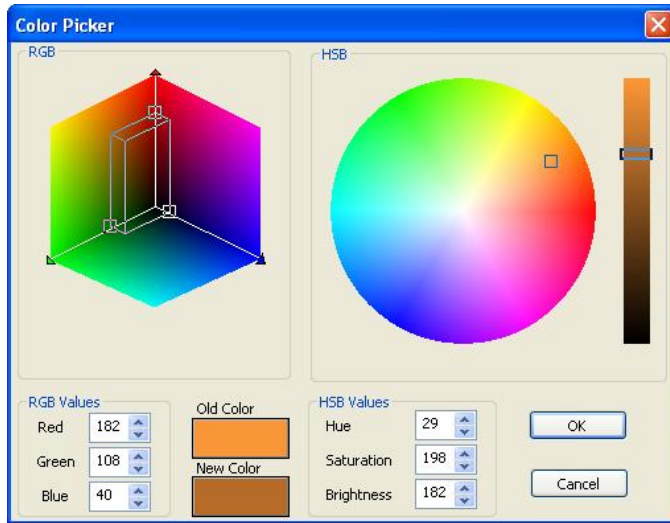 Color Picker
RGB
HSB
RGB Values
Red 182
Green 108
Blue 40
Old Color
New Color
HSB Values
Hue 29
Saturation 198
Brightness 182
OK
Cancel